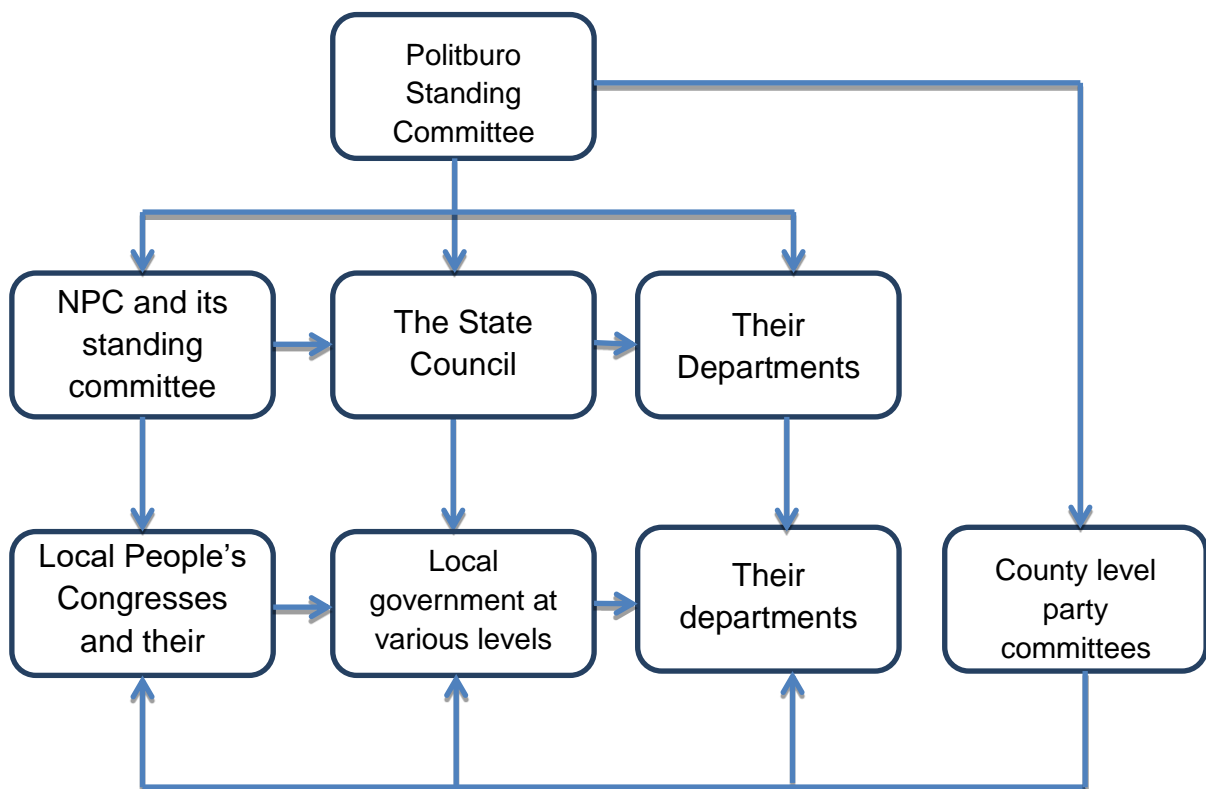 Politburo
Standing
Committee
NPC and its
standing
committee
The State
Council
Their
Departments
Local People’s
Congresses
and their
Local
government at
various levels
Their
departments
County level
party
committees